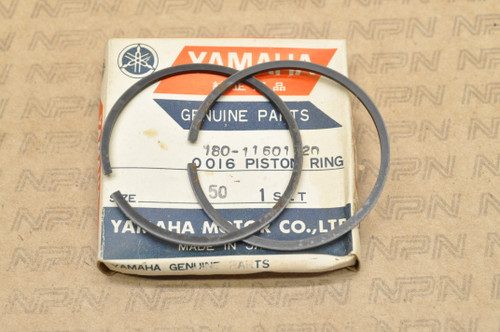 YAMAHA
GENUINE PARTS
180-11601-20
0016 PISTON RING
SIZE 50 1 SET
YAMAHA MOTOR CO., LTD
MADE IN
YAMAHA GENUINE PARTS
NPN